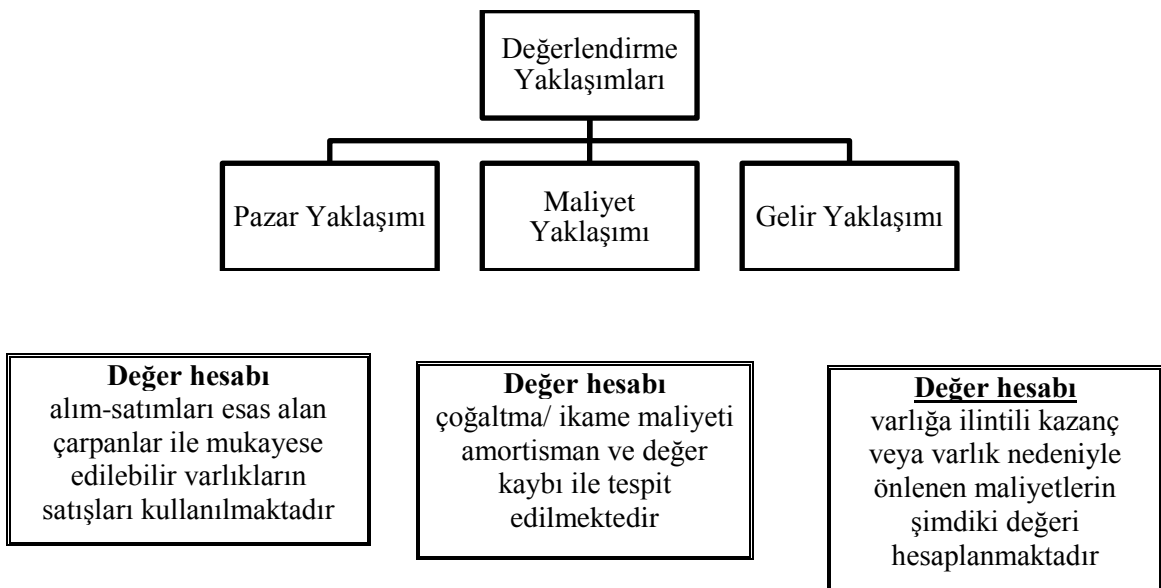 Değerlendirme
Yaklaşımları
Pazar Yaklaşımı
Maliyet
Yaklaşımı
Gelir Yaklaşımı
Değer hesabı
alım-satımları esas alan
çarpanlar ile mukayese
edilebilir varlıkların
satışları kullanılmaktadır
Değer hesabı
çoğaltma/ ikame maliyeti
amortisman ve değer
kaybı ile tespit
edilmektedir
Değer hesabı
varlığa ilintili kazanç
veya varlık nedeniyle
önlenen maliyetlerin
şimdiki değeri
hesaplanmaktadır